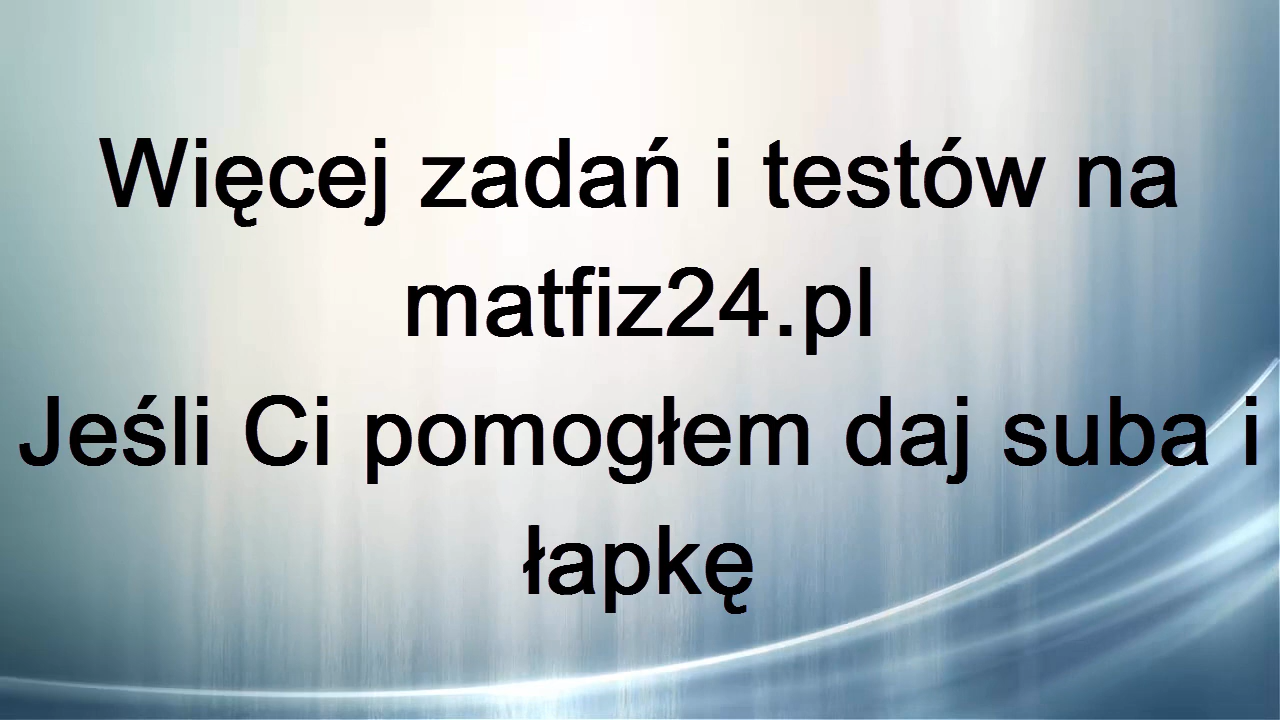 Więcej zadań i testów na
matfiz24.pl
Jeśli Ci pomogłem daj suba i
łapkę